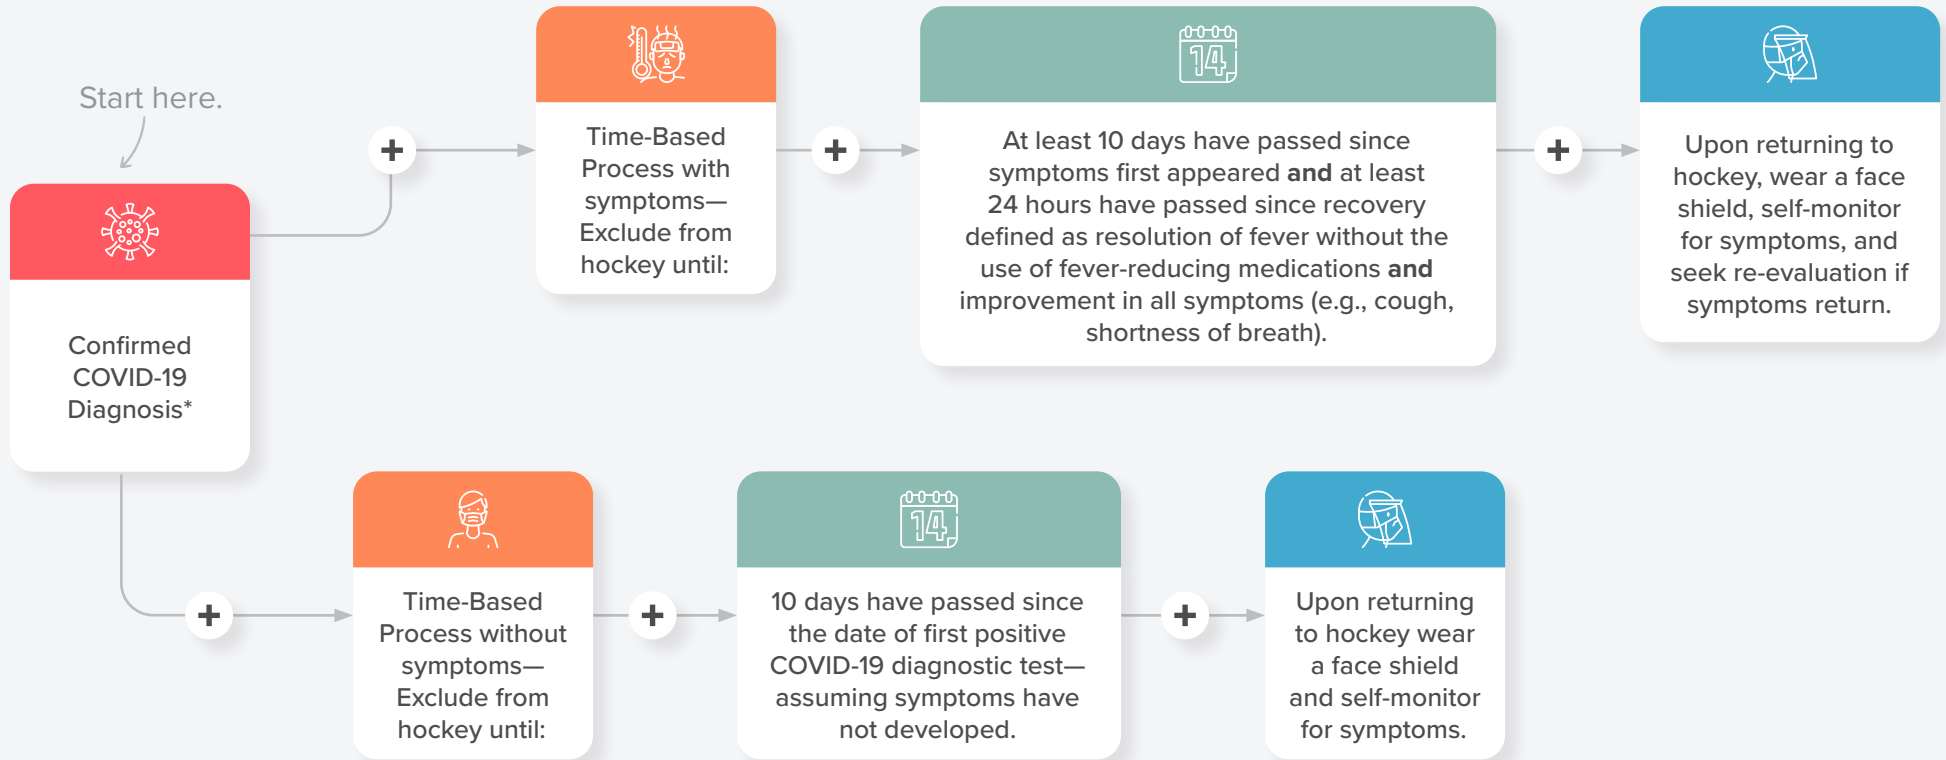 Start here.
Confirmed
COVID-19
Diagnosis*
Time-Based
Process with
symptoms—
Exclude from
hockey until:
14
At least 10 days have passed since
symptoms first appeared and at least
24 hours have passed since recovery
defined as resolution of fever without the
use of fever-reducing medications and
improvement in all symptoms (e.g., cough,
shortness of breath).
Upon returning to
hockey, wear a face
shield, self-monitor
for symptoms, and
seek re-evaluation if
symptoms return.
Time-Based
Process without
symptoms—
Exclude from
hockey until:
14
10 days have passed since
the date of first positive
COVID-19 diagnostic test—
assuming symptoms have
not developed.
Upon returning
to hockey wear
a face shield
and self-monitor
for symptoms.